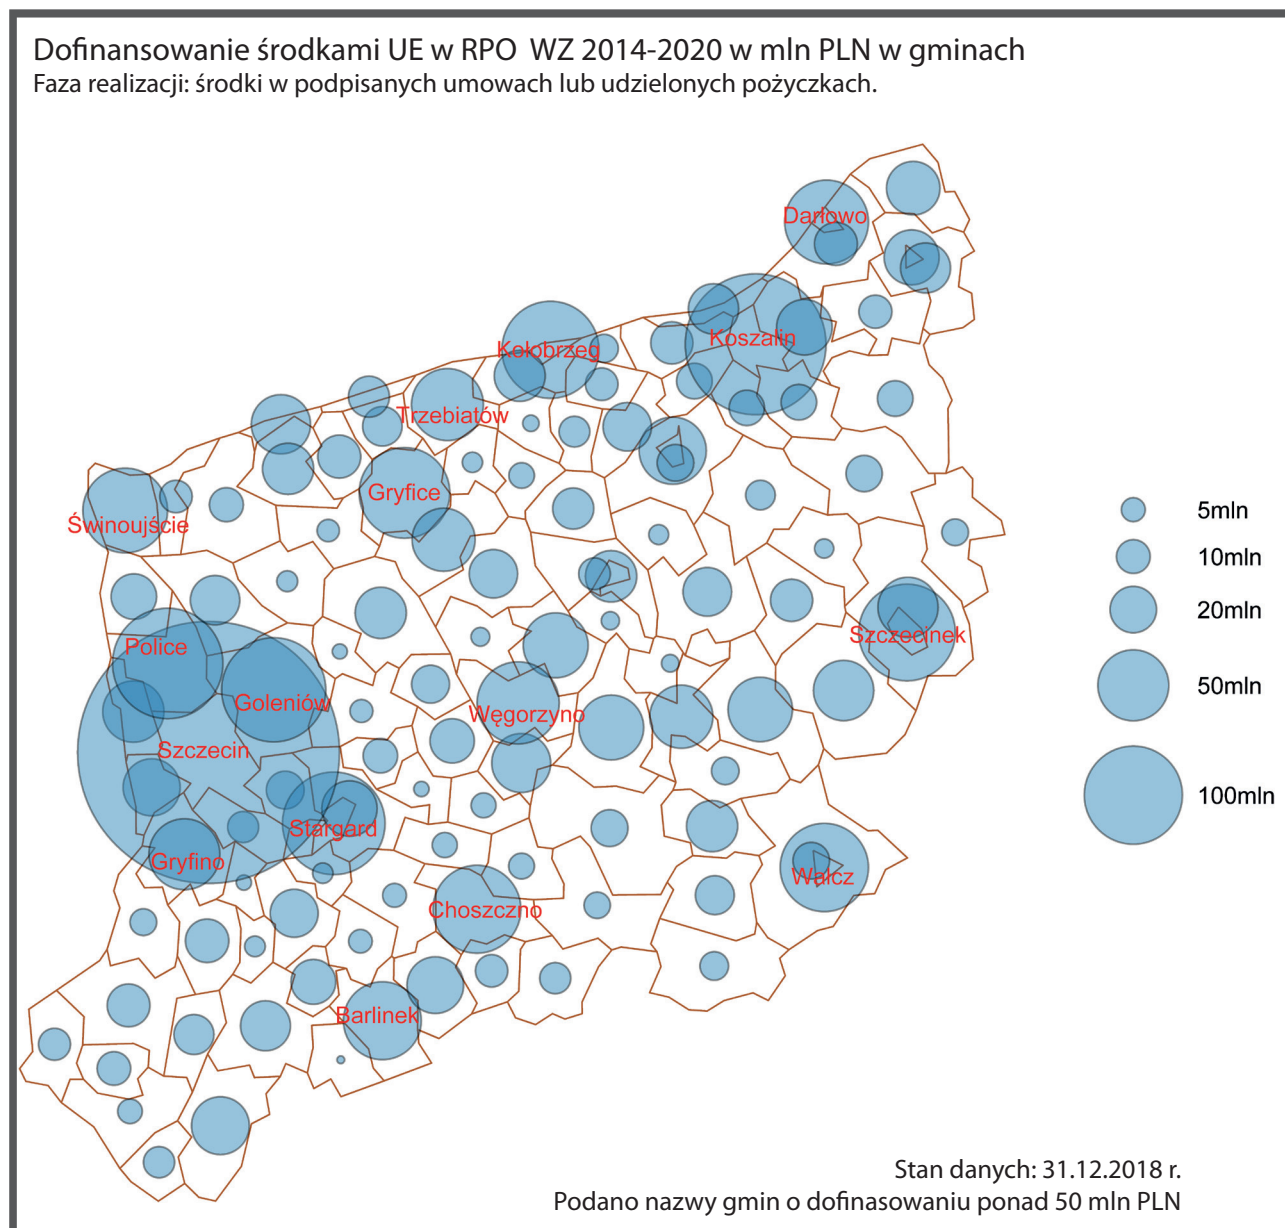 Dofinansowanie środkami UE w RPO WZ 2014-2020 w mln PLN w gminach
Faza realizacji: środki w podpisanych umowach lub udzielonych pożyczkach.
Darłowo
Koszalin
Kołobrzeg
Trzebiatów
Gryfice
Świnoujście
5mln
10mln
20mln
50mln
100mln
Szczecinek
Police
Goleniów
Węgorzyno
Szczecin
Stargard
Gryfino
Wałcz
Choszczno
Barlinek
Stan danych: 31.12.2018 r.
Podano nazwy gmin o dofinasowaniu ponad 50 mln PLN